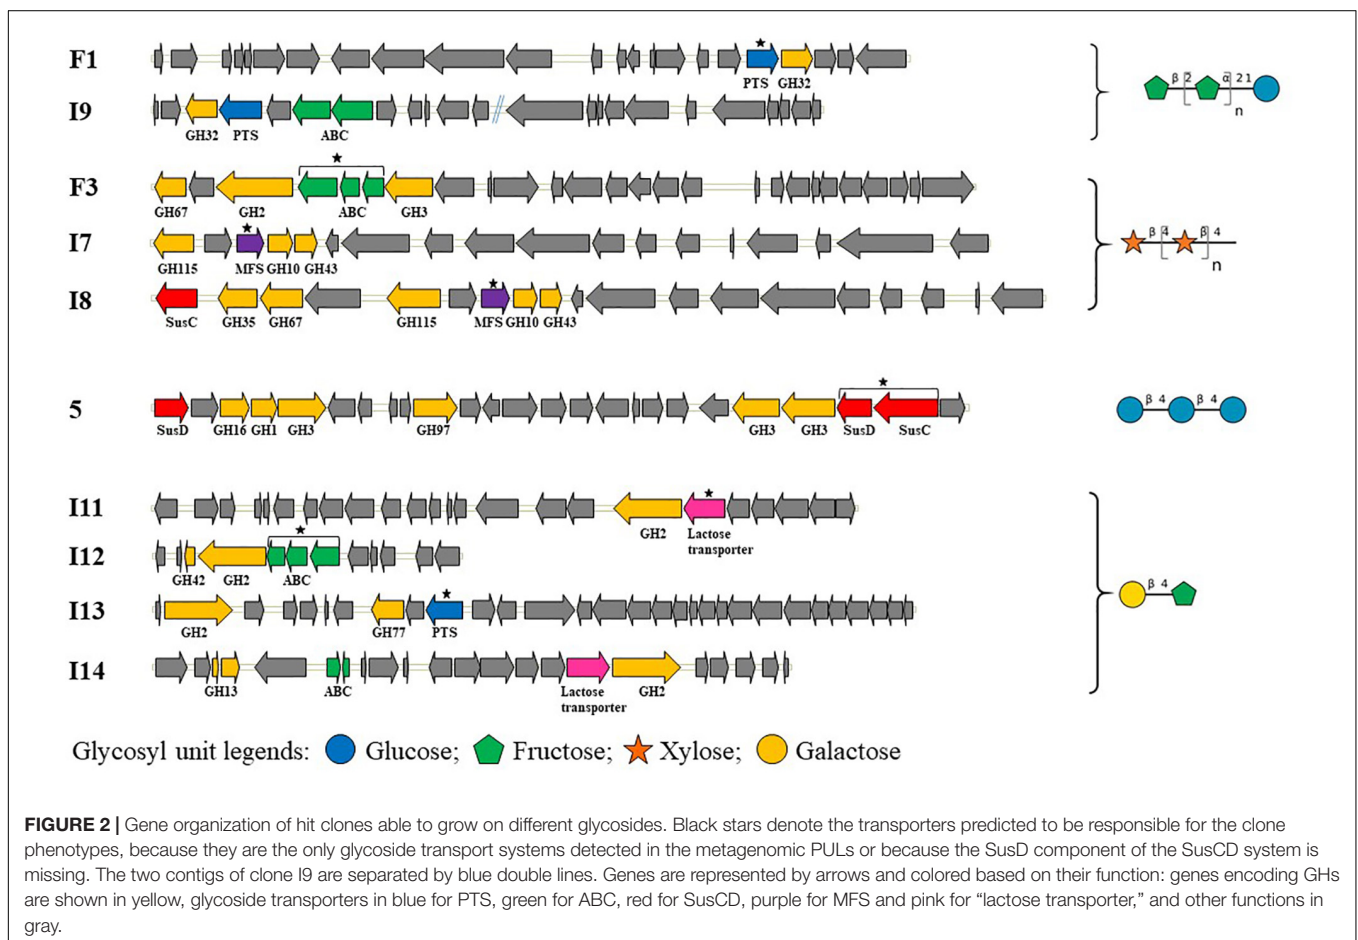 F1
PTS GH32
β 2 α 2 1
n
I9
GH32 PTS ABC
F3
GH67 GH2 ABC GH3
I7
GH115 MFS GH10 GH43
β 4 β 4
n
I8
SusC GH35 GH67 GH115 MFS GH10 GH43
5
SusD GH16 GH1 GH3 GH97 GH3 GH3 SusD SusC
β 4 β 4
I11
GH2 Lactose
transporter
I12
GH42 GH2 ABC
β 4
I13
GH2 GH77 PTS
I14
GH13 ABC Lactose GH2
transporter
Glycosyl unit legends: Glucose; Fructose; Xylose; Galactose
FIGURE 2 | Gene organization of hit clones able to grow on different glycosides. Black stars denote the transporters predicted to be responsible for the clone
phenotypes, because they are the only glycoside transport systems detected in the metagenomic PULs or because the SusD component of the SusCD system is
missing. The two contigs of clone I9 are separated by blue double lines. Genes are represented by arrows and colored based on their function: genes encoding GHs
are shown in yellow, glycoside transporters in blue for PTS, green for ABC, red for SusCD, purple for MFS and pink for “lactose transporter,” and other functions in
gray.